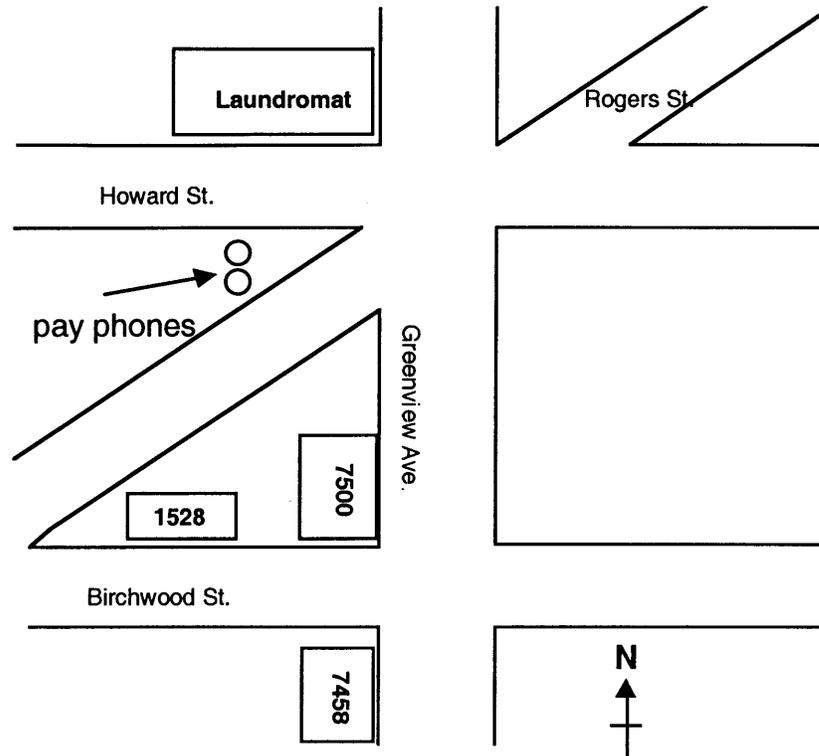 Laundromat
Rogers St.
Howard St.
pay phones
Greenview Ave.
7500
1528
Birchwood St.
7458
N